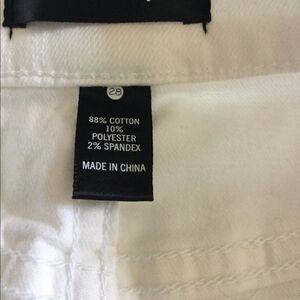 28
88% COTTON
10%
POLYESTER
2% SPANDEX
MADE IN CHINA